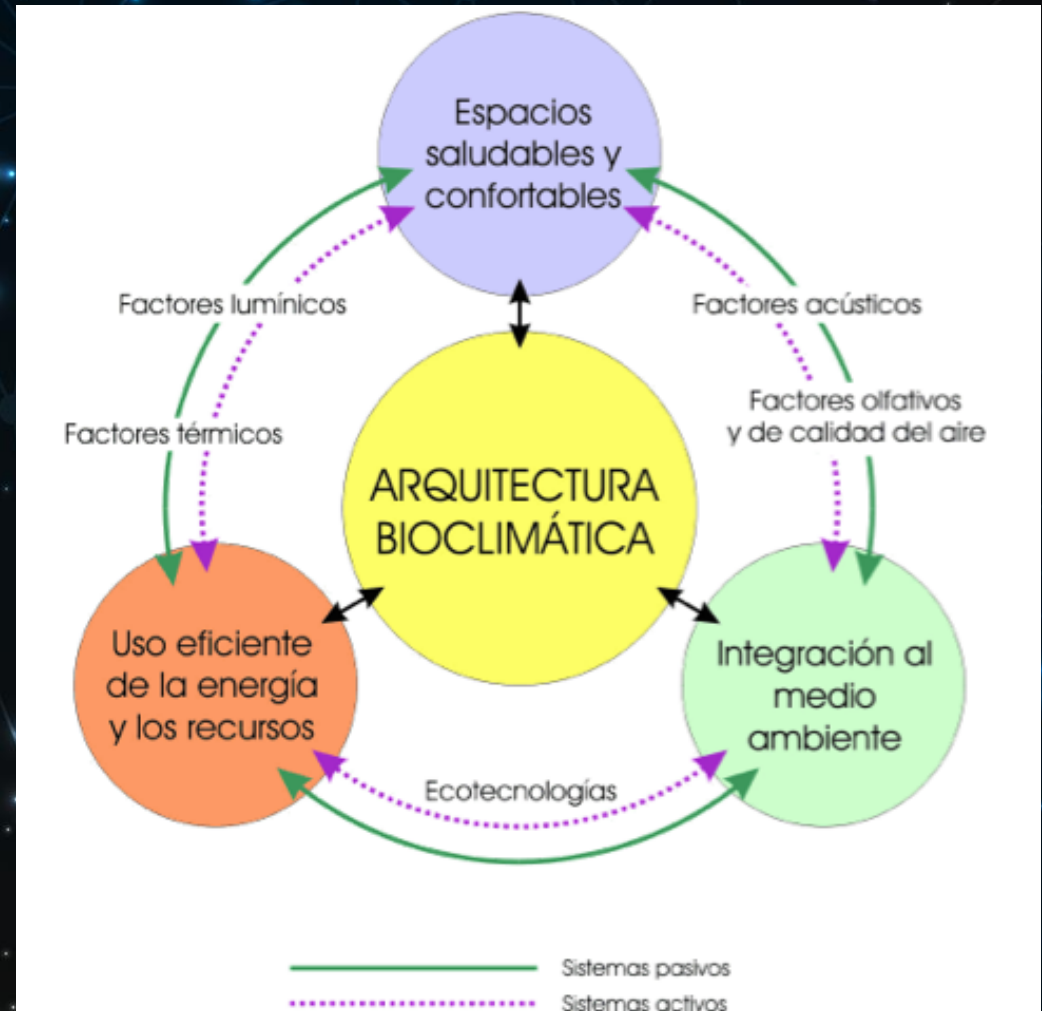 Espacios
saludables y
confortables
Factores lumínicos
Factores acústicos
Factores térmicos
Factores olfativos
y de calidad del aire
ARQUITECTURA
BIOCLIMÁTICA
Uso eficiente
de la energía
y los recursos
Integración al
medio
ambiente
Ecotecnologías
Sistemas pasivos
Sistemas activos